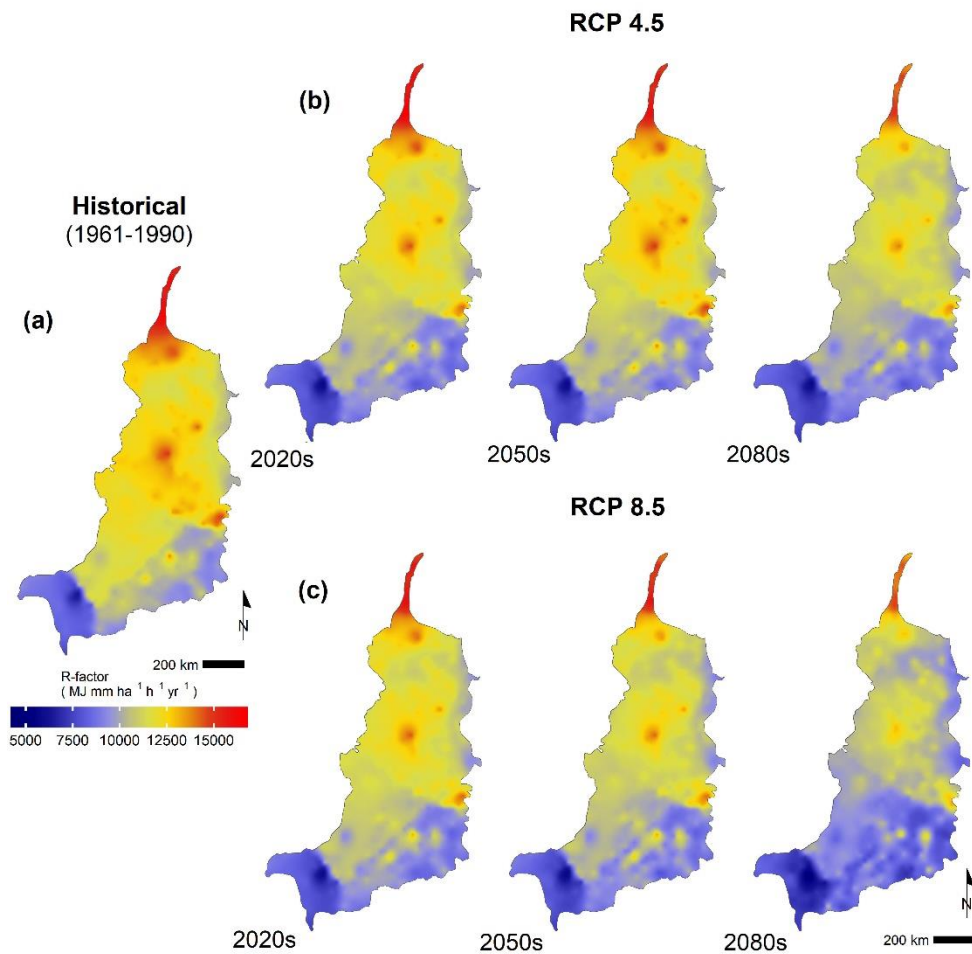 RCP 4.5
(b)
Historical
(1961-1990)
(a)
2020s
2050s
2080s
RCP 8.5
(c)
N
200 km
R-factor
( MJ mm ha ¹ h ¹ yr ¹ )
5000 7500 10000 12500 15000
2020s
2050s
2080s
N
200 km